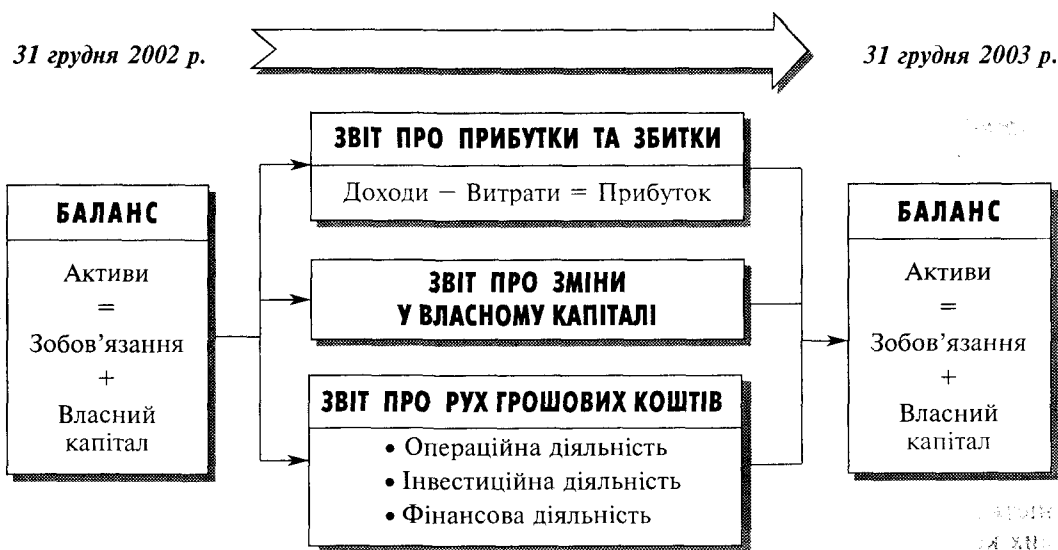 31 грудня 2002 р.
31 грудня 2003 р.
БАЛАНС
Активи
=
Зобов'язання
+
Власний
капітал
ЗВІТ ПРО ПРИБУТКИ ТА ЗБИТКИ
Доходи − Витрати = Прибуток
ЗВІТ ПРО ЗМІНИ
У ВЛАСНОМУ КАПІТАЛІ
ЗВІТ ПРО РУХ ГРОШОВИХ КОШТІВ
• Операційна діяльність
• Інвестиційна діяльність
• Фінансова діяльність
БАЛАНС
Активи
=
Зобов'язання
+
Власний
капітал